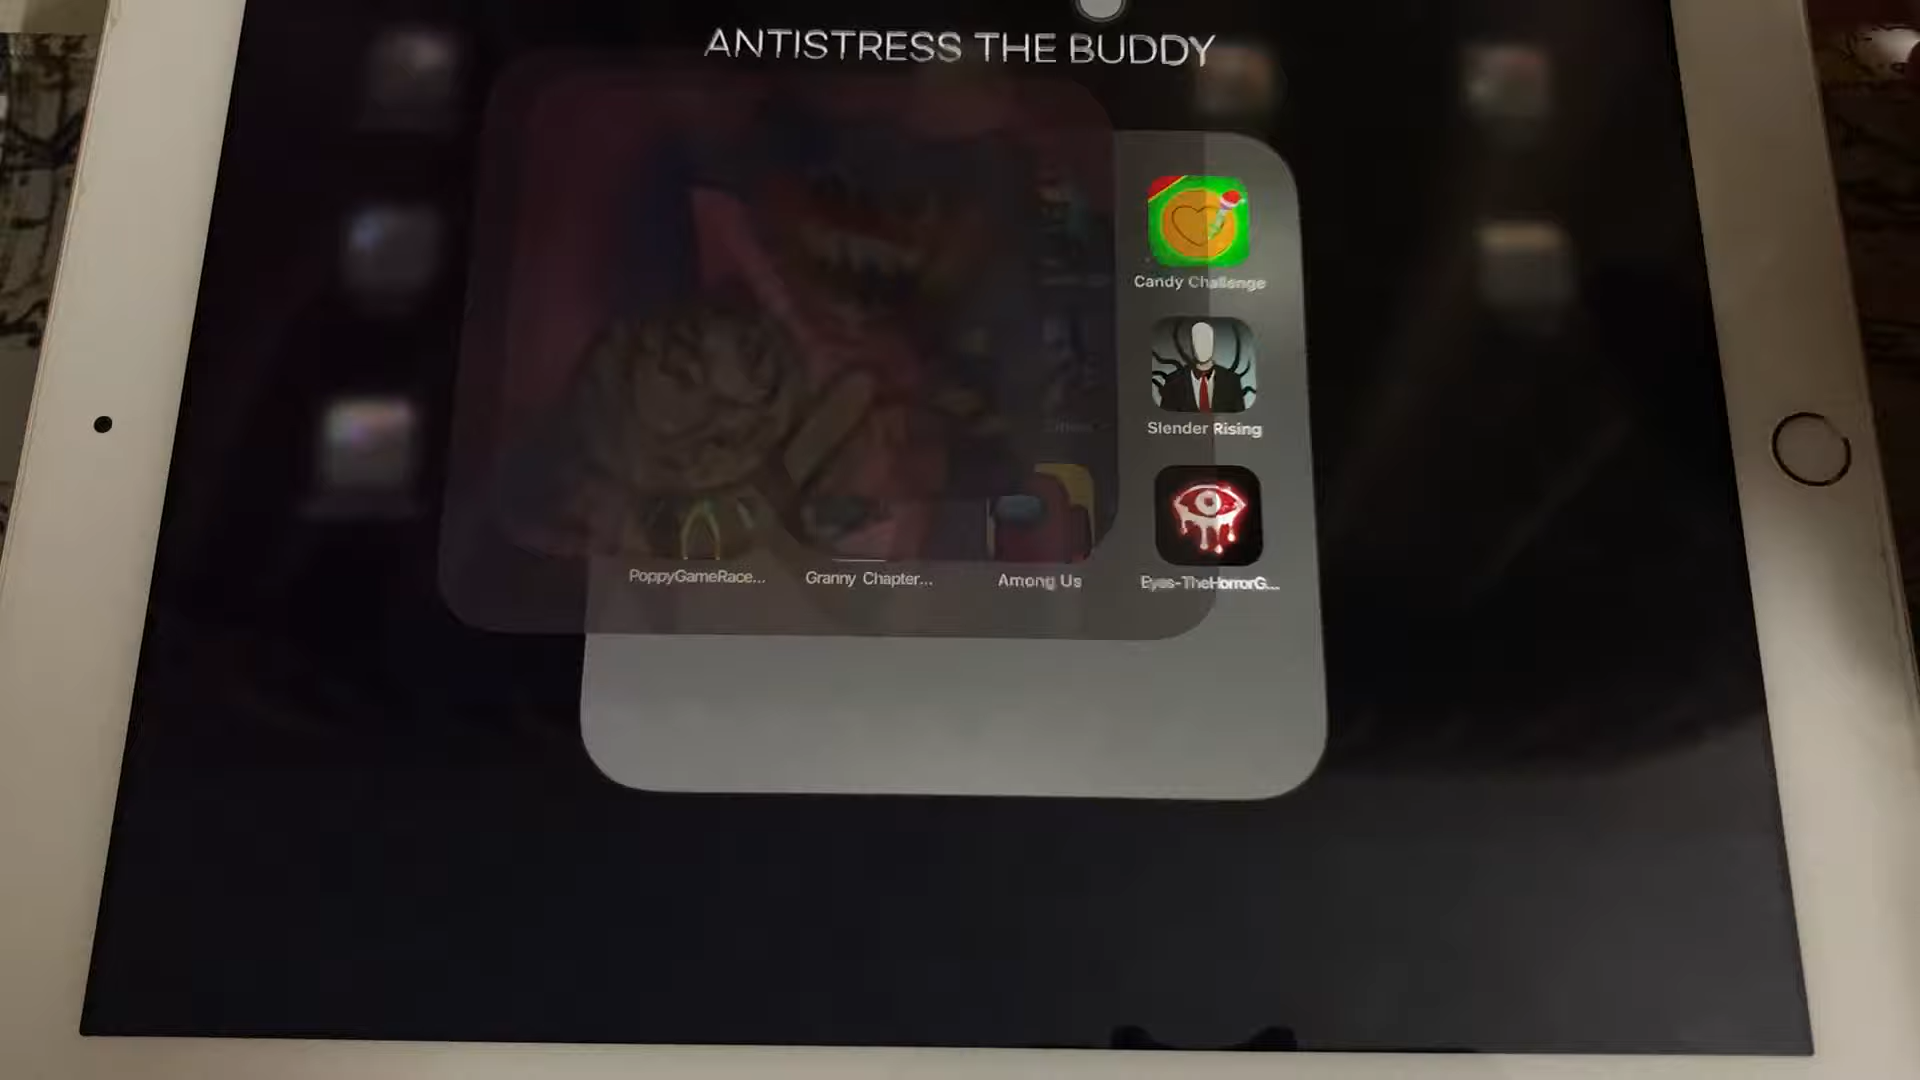 ANTISTRESS THE BUDDY
Candy Challenge
Slender Rising
PoppyGameRace... Granny Chapter... Among Us Eyes-TheHorrorG...